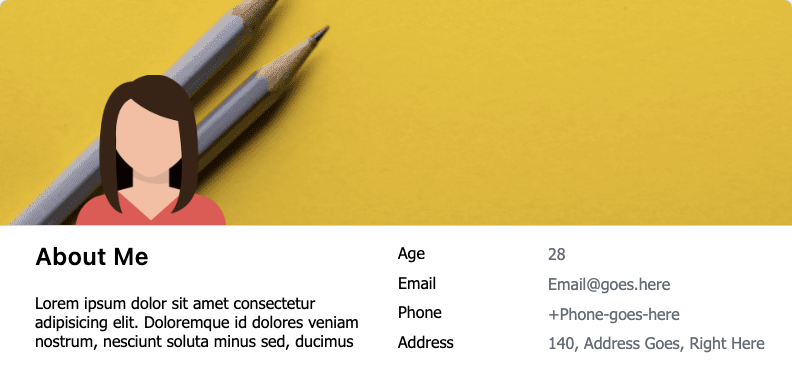 About Me
Lorem ipsum dolor sit amet consectetur
adipisicing elit. Doloremque id dolores veniam
nostrum, nesciunt soluta minus sed, ducimus
Age 28
Email Email@goes.here
Phone +Phone-goes-here
Address 140, Address Goes, Right Here